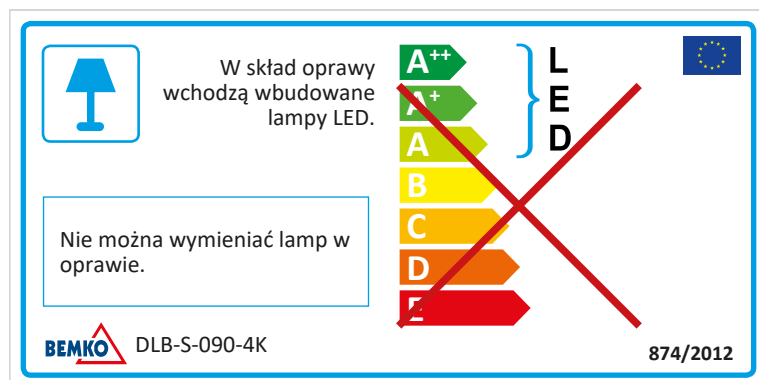 W skład oprawy
wchodzą wbudowane
lampy LED.
A++
A+
A
B
C
D
E
L
E
D
Nie można wymieniać lamp w
oprawie.
BEMKO
DLB-S-090-4K
874/2012